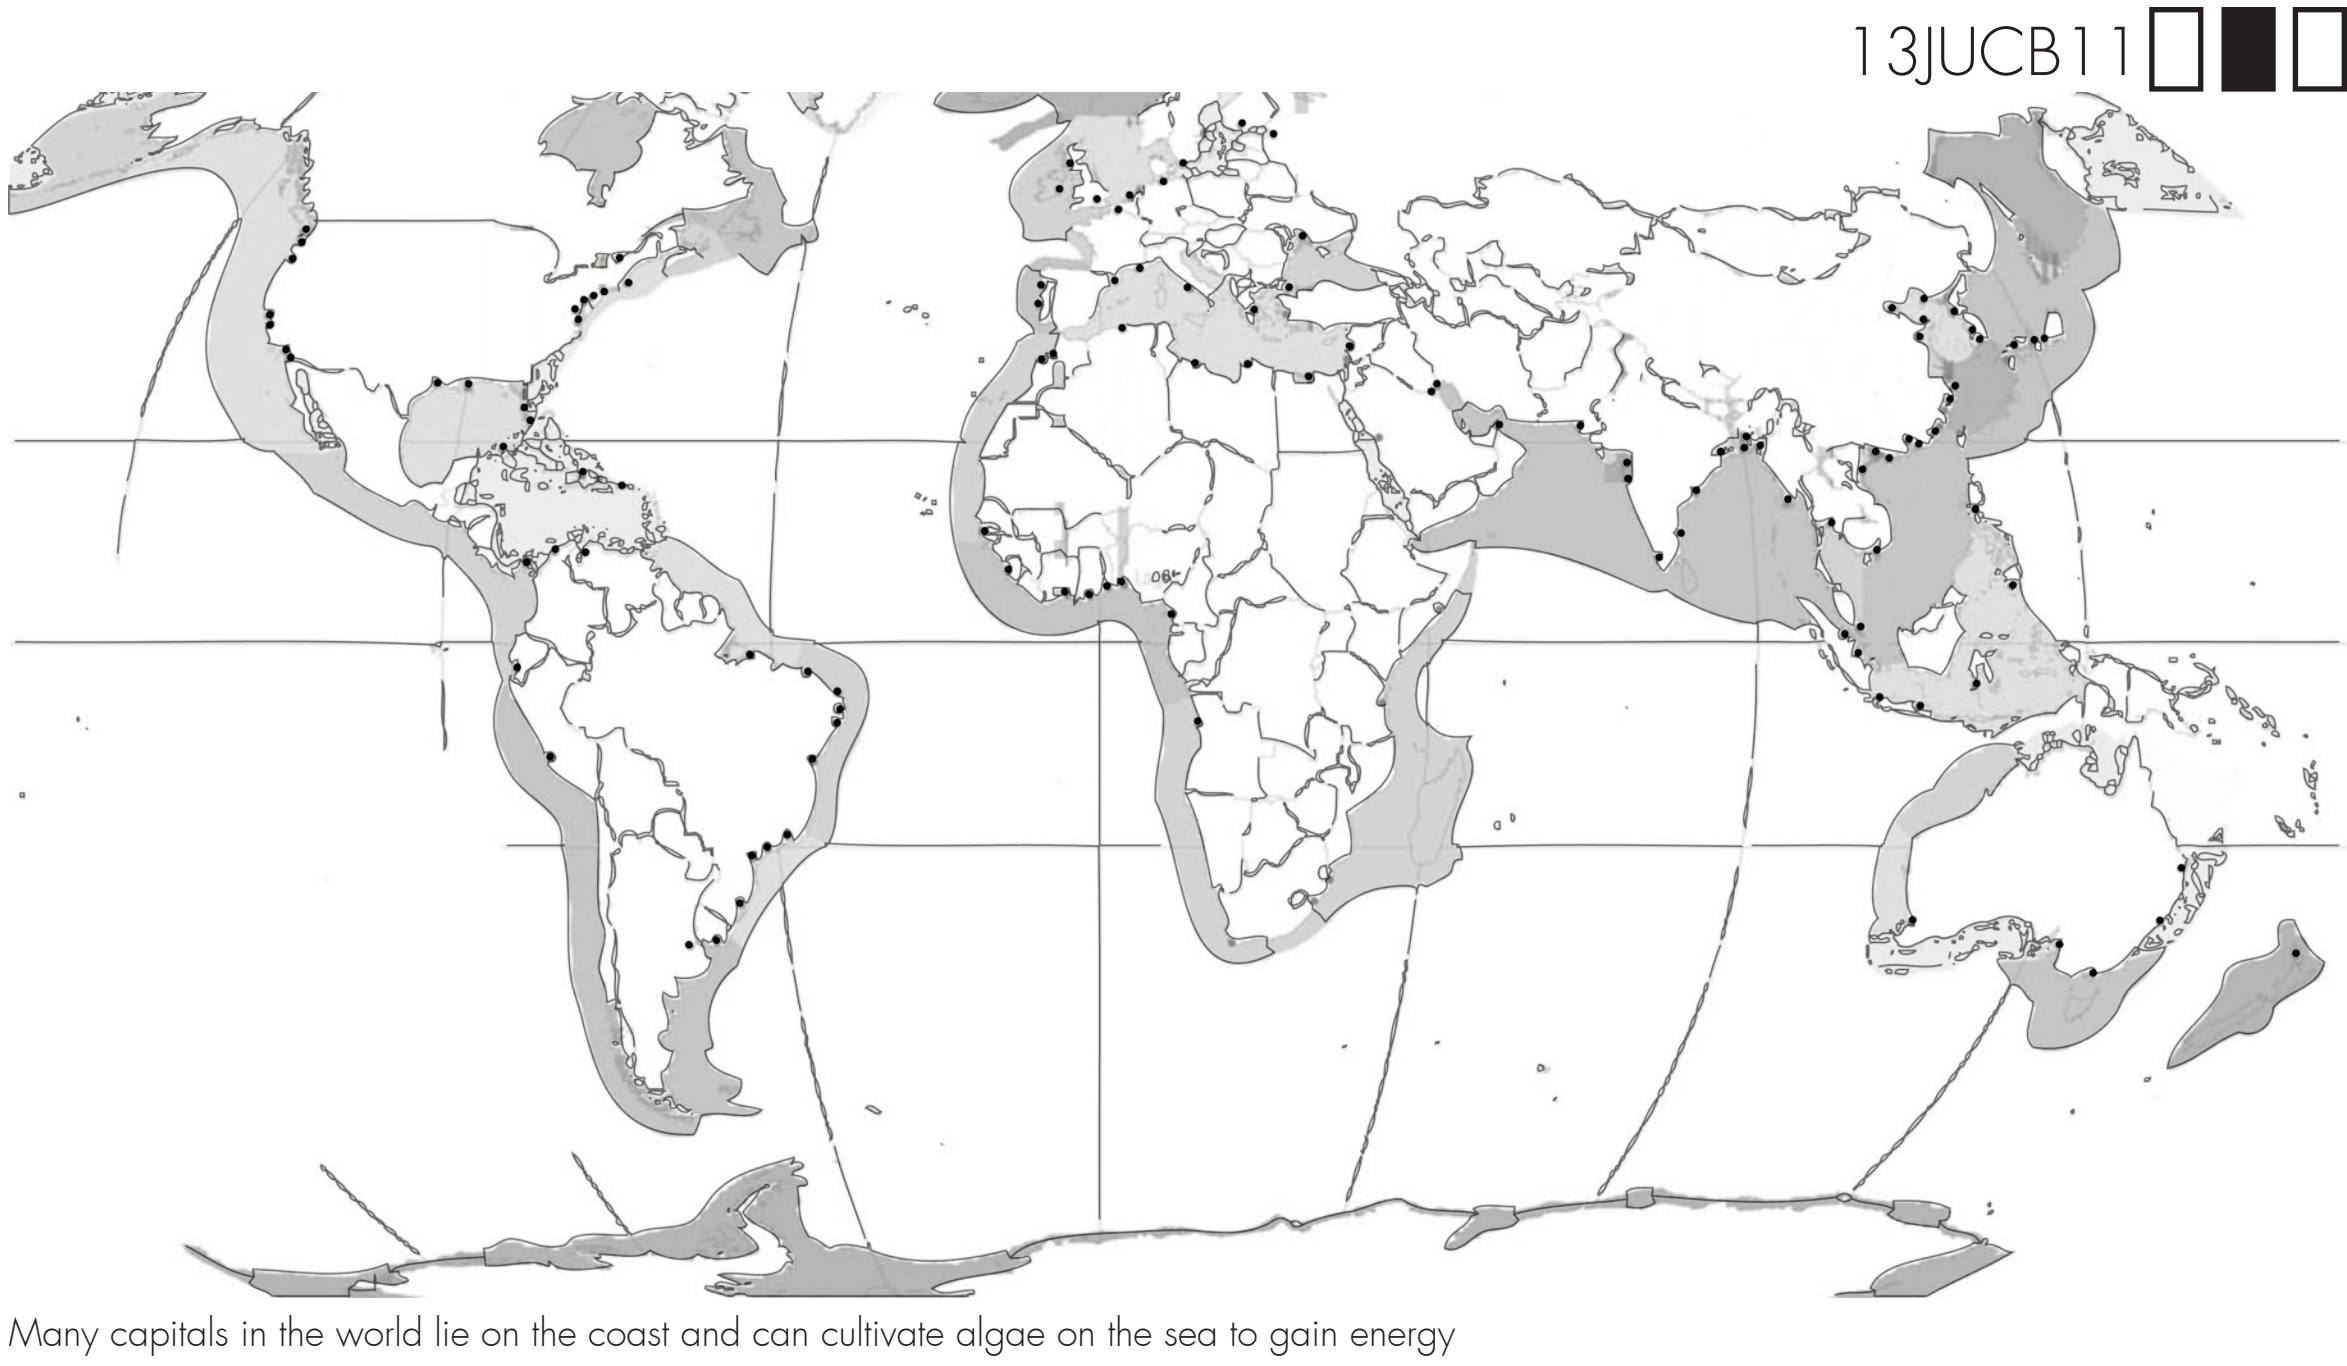 13JUCB11
Many capitals in the world lie on the coast and can cultivate algae on the sea to gain energy